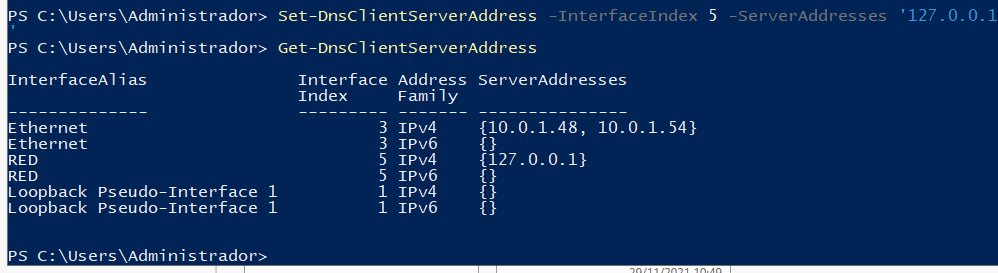 PS C:\Users\Administrador> Set-DnsClientServerAddress -InterfaceIndex 5 -ServerAddresses '127.0.0.1
'
PS C:\Users\Administrador> Get-DnsClientServerAddress
InterfaceAlias Interface Address ServerAddresses
Index Family
-------------- --------- ------- ---------------
Ethernet 3 IPv4 {10.0.1.48, 10.0.1.54}
Ethernet 3 IPv6 {}
RED 5 IPv4 {127.0.0.1}
RED 5 IPv6 {}
Loopback Pseudo-Interface 1 1 IPv4 {}
Loopback Pseudo-Interface 1 1 IPv6 {}
PS C:\Users\Administrador>
29/11/2021 10:49